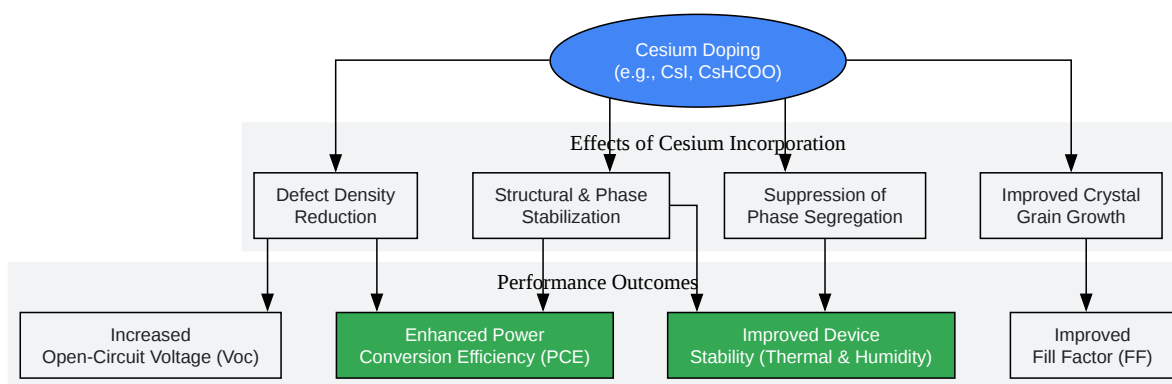 Cesium Doping
(e.g., CsI, CsHCOO)
Effects of Cesium Incorporation
Defect Density
Reduction
Structural & Phase
Stabilization
Suppression of
Phase Segregation
Improved Crystal
Grain Growth
Performance Outcomes
Increased
Open-Circuit Voltage (Voc)
Enhanced Power
Conversion Efficiency (PCE)
Improved Device
Stability (Thermal & Humidity)
Improved
Fill Factor (FF)